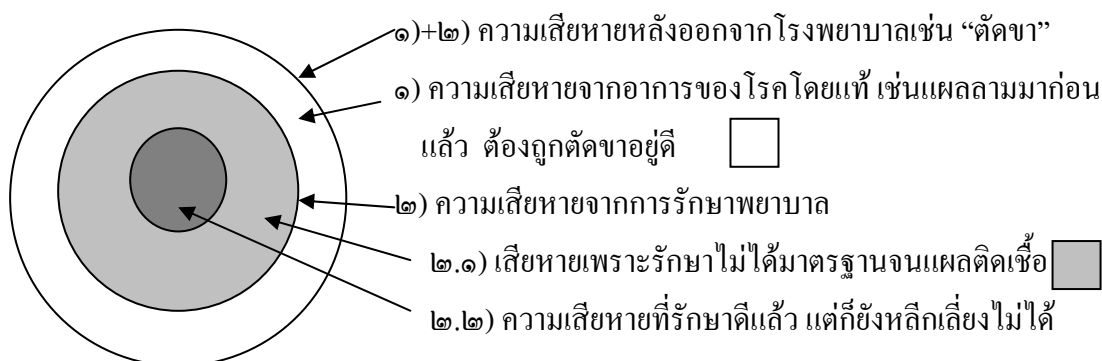 ๑)+๒) ความเสียหายหลังออกจากโรงพยาบาลเช่น “ตัดขา”
๑) ความเสียหายจากอาการของโรคโดยแท้ เช่นแผลลามมาก่อน
แล้ว ต้องถูกตัดขาอยู่ดี
๒) ความเสียหายจากการรักษาพยาบาล
๒.๑) เสียหายเพราะรักษาไม่ได้มาตรฐานจนแผลติดเชื้อ
๒.๒) ความเสียหายที่รักษาดีแล้ว แต่ก็ยังหลีกเลี่ยงไม่ได้